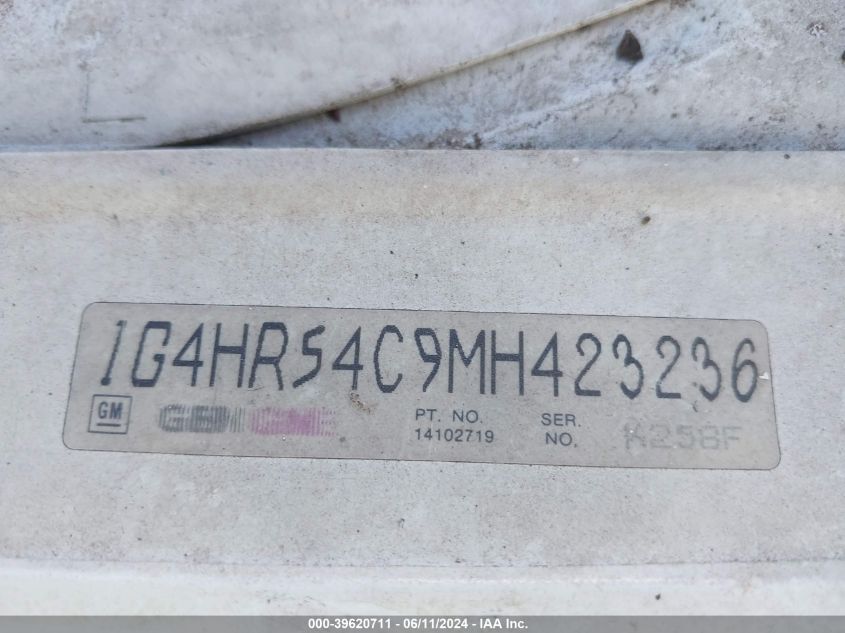 1G4HR54C9MH423236
GM
PT. NO. SER.
14102719 NO. K258F
000-39620711 - 06/11/2024 - IAA Inc.